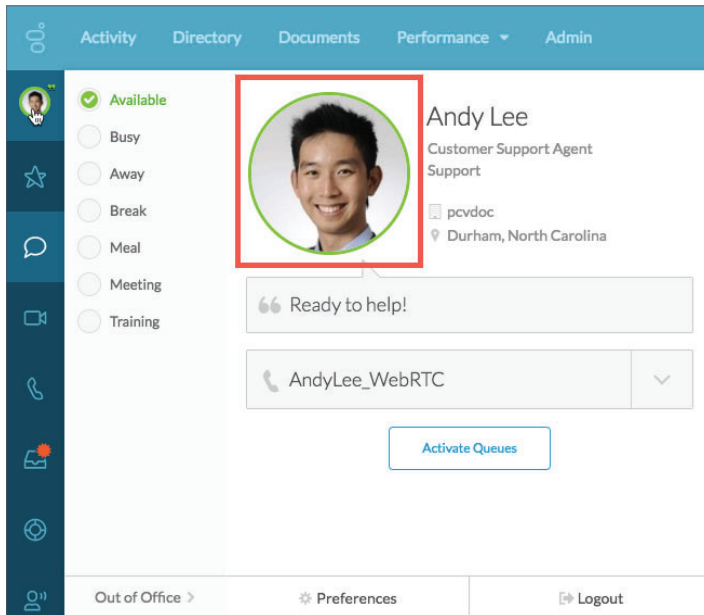 Activity Directory Documents Performance Admin
Available
Busy
Away
Break
Meal
Meeting
Training
Andy Lee
Customer Support Agent
Support
pcvdoc
Durham, North Carolina
Ready to help!
AndyLee_WebRTC
Activate Queues
Out of Office Preferences Logout